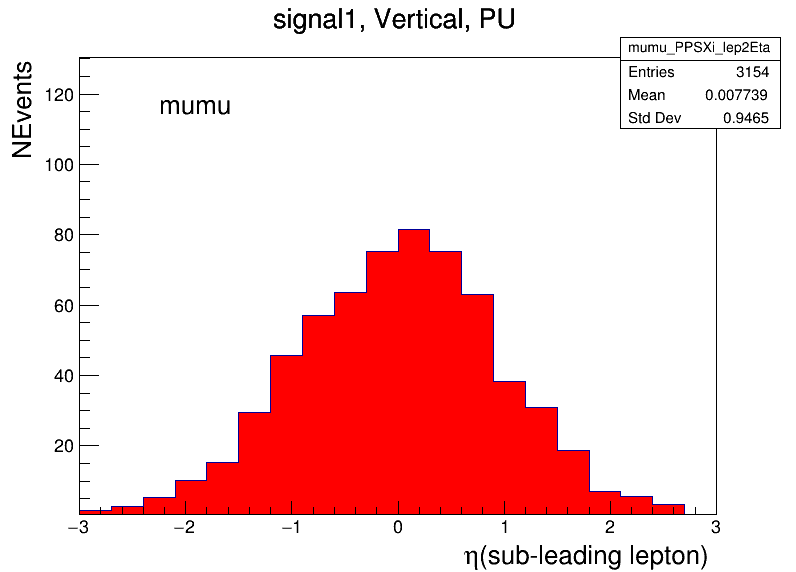 signal1, Vertical, PU
mumu_PPSXi_lep2Eta
Entries 3154
Mean 0.007739
Std Dev 0.9465
NEvents
mumu
120
100
80
60
40
20
−3 −2 −1 0 1 2 3
η(sub-leading lepton)